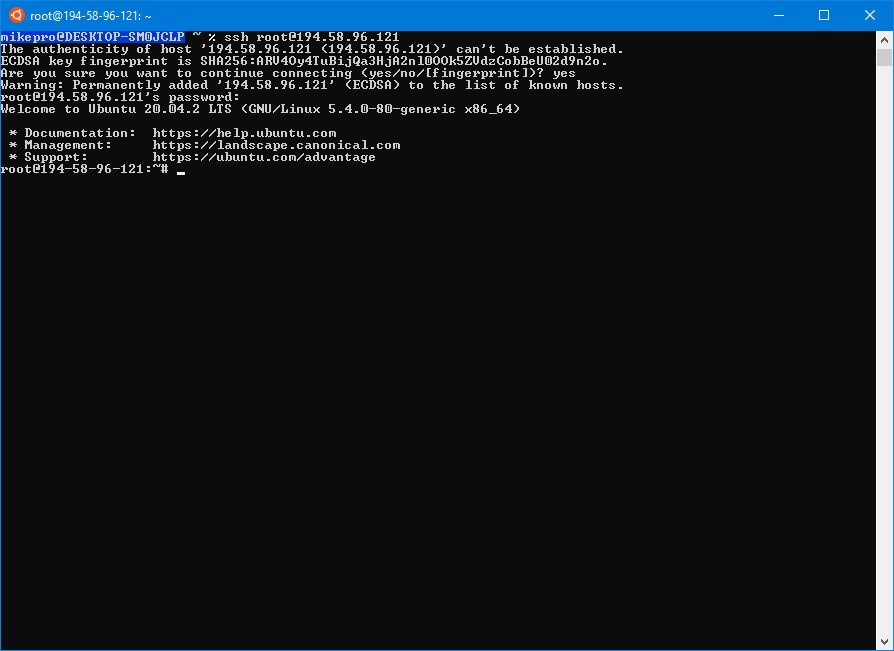 root@194-58-96-121: ~
mikepro@DESKTOP-SM0JCLP ~ % ssh root@194.58.96.121
The authenticity of host '194.58.96.121 (194.58.96.121)' can't be established.
ECDSA key fingerprint is SHA256:ARV4Oy4TuBijQa3HjA2nl0OOk5ZVdzCobBeU02d9n2o.
Are you sure you want to continue connecting (yes/no/[fingerprint])? yes
Warning: Permanently added '194.58.96.121' (ECDSA) to the list of known hosts.
root@194.58.96.121's password:
Welcome to Ubuntu 20.04.2 LTS (GNU/Linux 5.4.0-80-generic x86_64)
* Documentation: https://help.ubuntu.com
* Management: https://landscape.canonical.com
* Support: https://ubuntu.com/advantage
root@194-58-96-121:~#